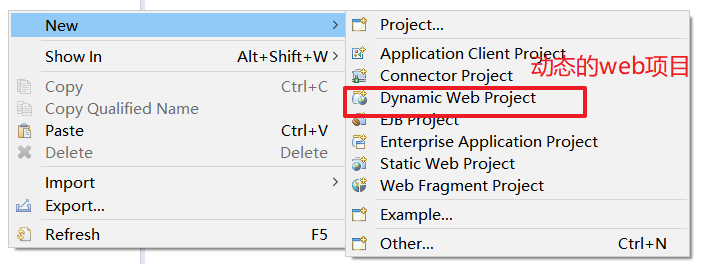 New
Show In Alt+Shift+W
Copy Ctrl+C
Copy Qualified Name
Paste Ctrl+V
Delete Delete
Import
Export...
Refresh F5
Project...
Application Client Project
Connector Project
动态的web项目
Dynamic Web Project
EJB Project
Enterprise Application Project
Static Web Project
Web Fragment Project
Example...
Other... Ctrl+N